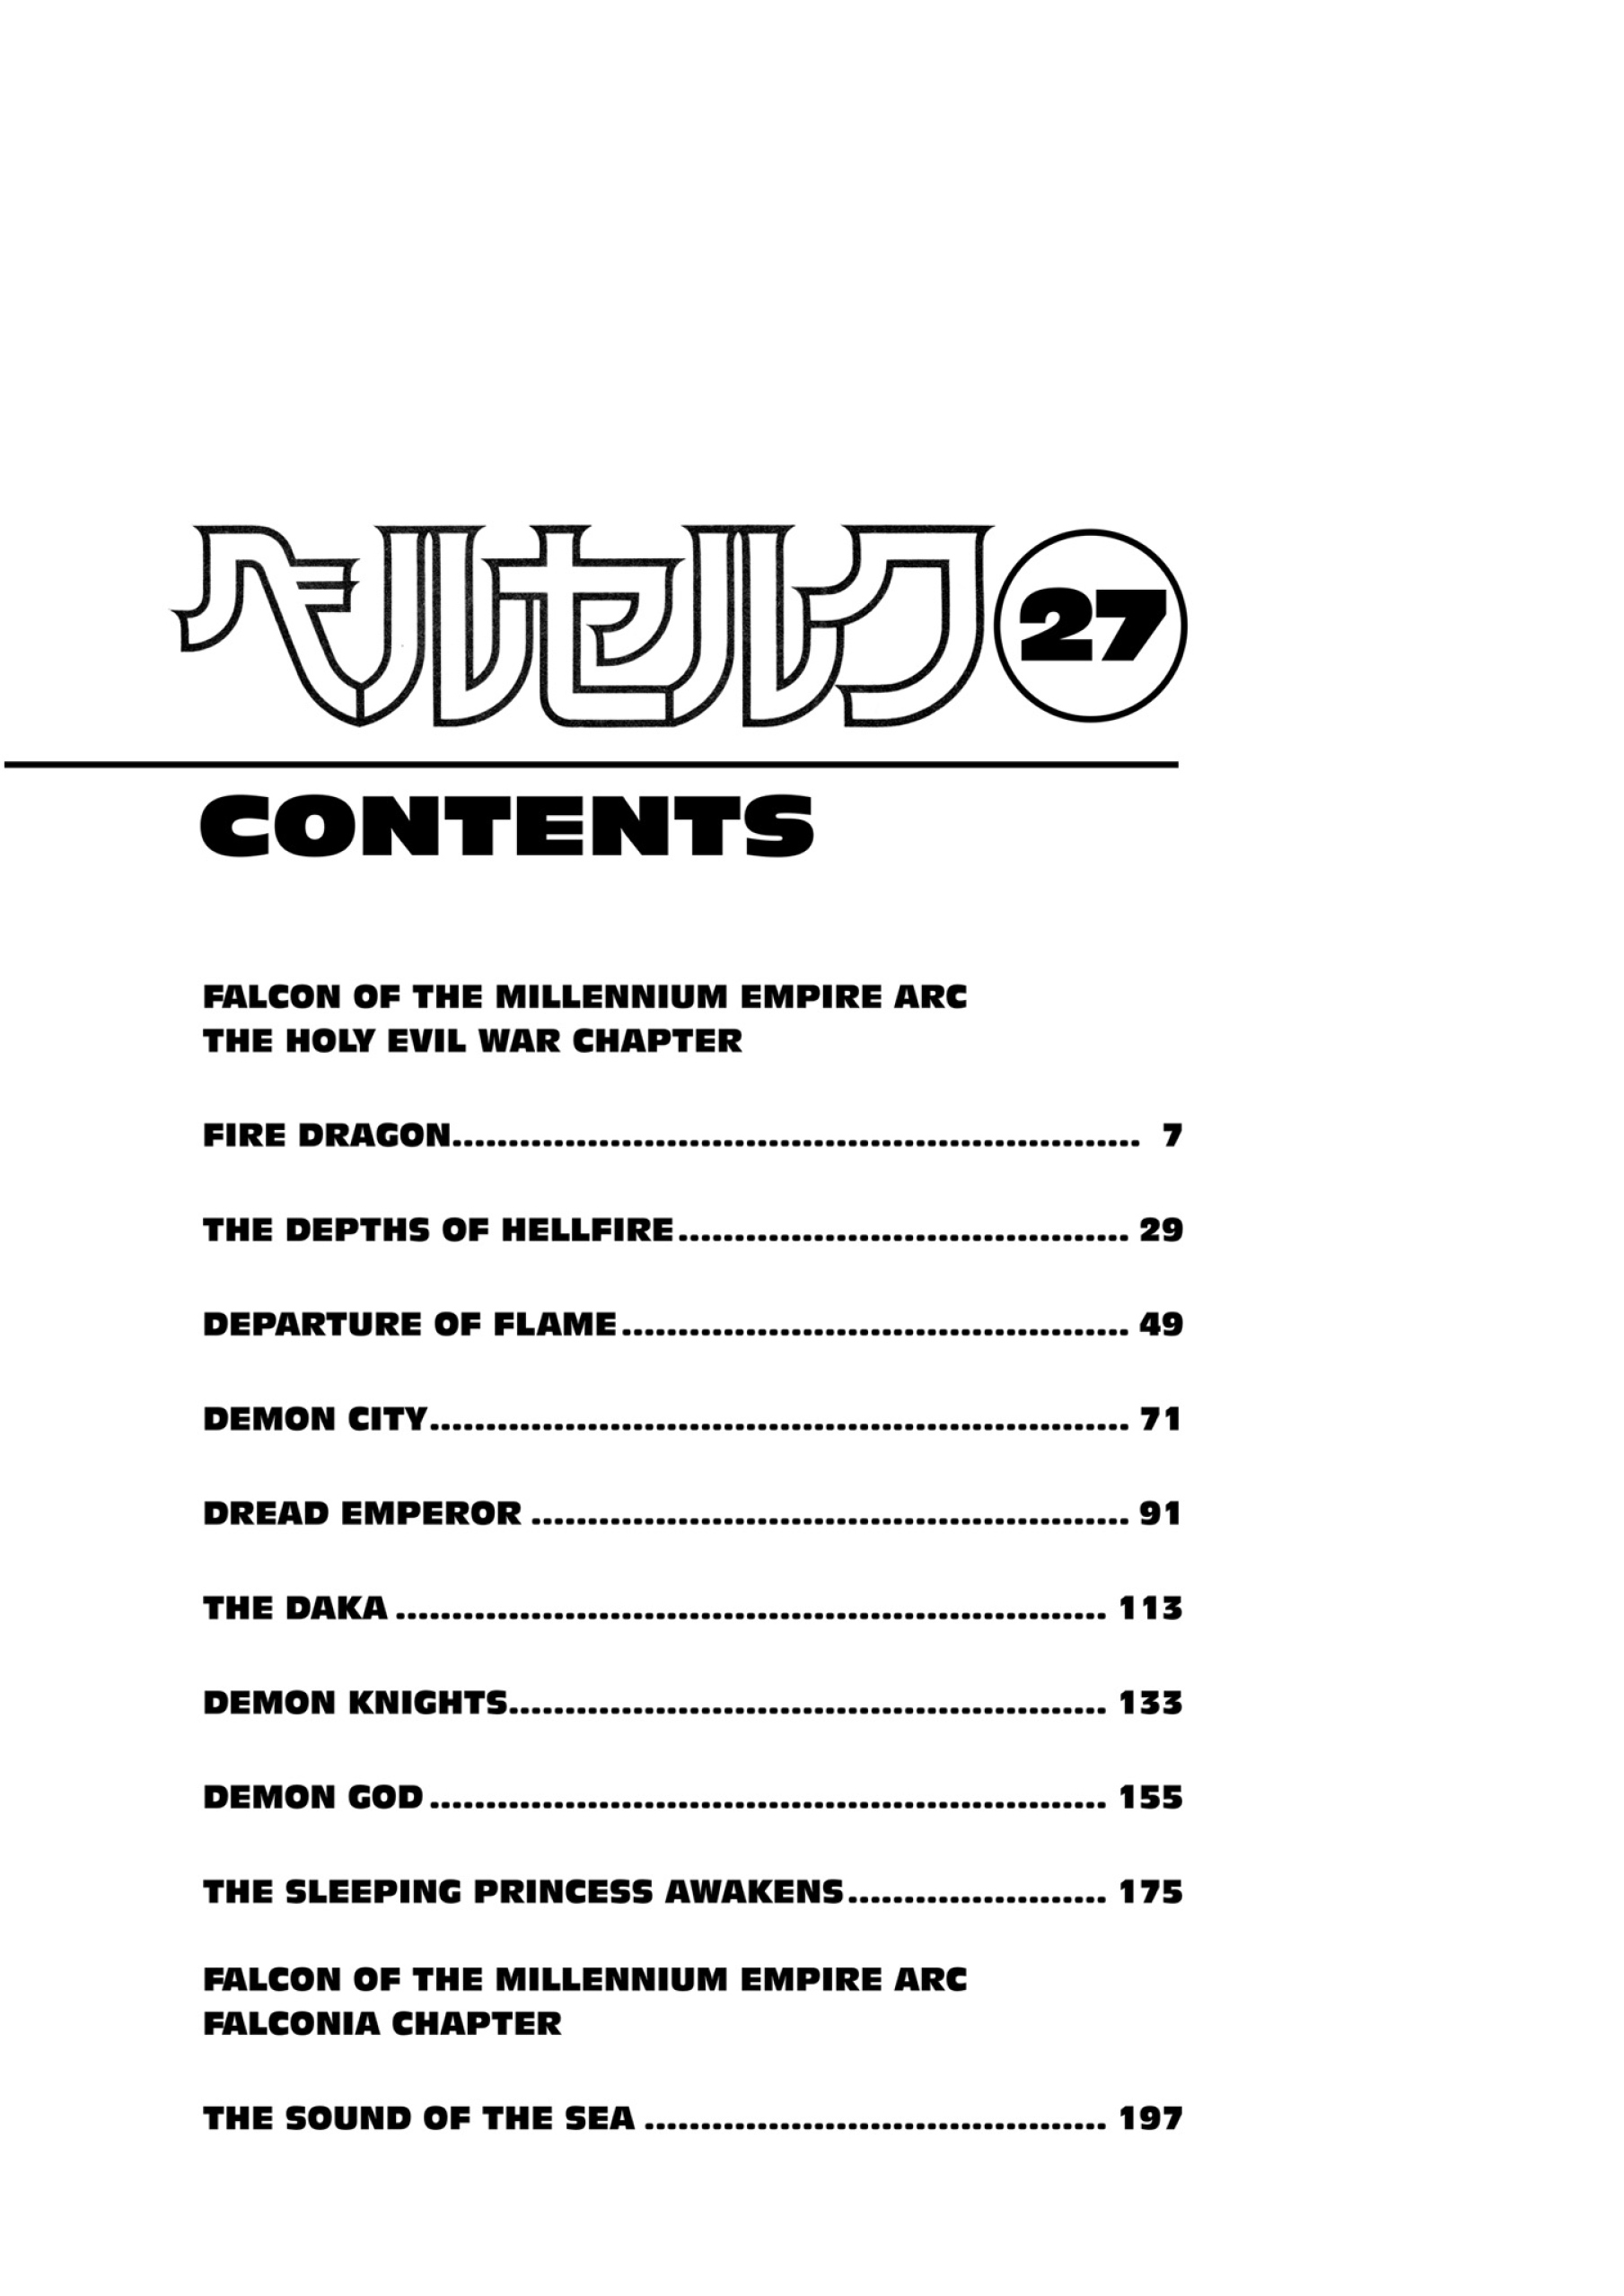 ベルセルク 27
CONTENTS
FALCON OF THE MILLENNIUM EMPIRE ARC
THE HOLY EVIL WAR CHAPTER
FIRE DRAGON 7
THE DEPTHS OF HELLFIRE 29
DEPARTURE OF FLAME 49
DEMON CITY 71
DREAD EMPEROR 91
THE DAKA 113
DEMON KNIGHTS 133
DEMON GOD 155
THE SLEEPING PRINCESS AWAKENS 175
FALCON OF THE MILLENNIUM EMPIRE ARC
FALCONIA CHAPTER
THE SOUND OF THE SEA 197